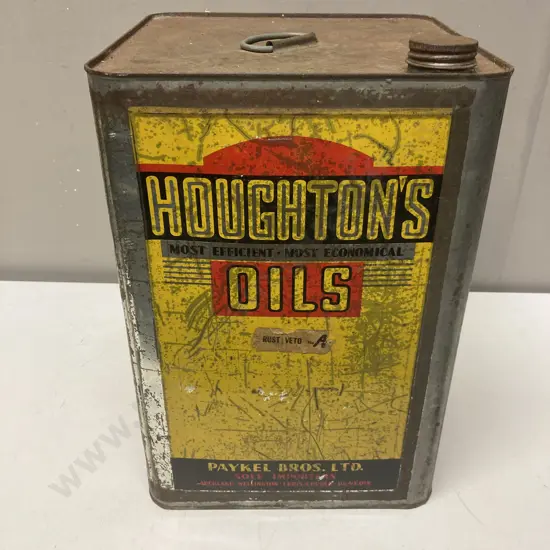 HOUGHTON'S
MOST EFFICIENT • MOST ECONOMICAL
OILS
RUST VETO A
PAYKEL BROS. LTD.
SOLE IMPORTERS